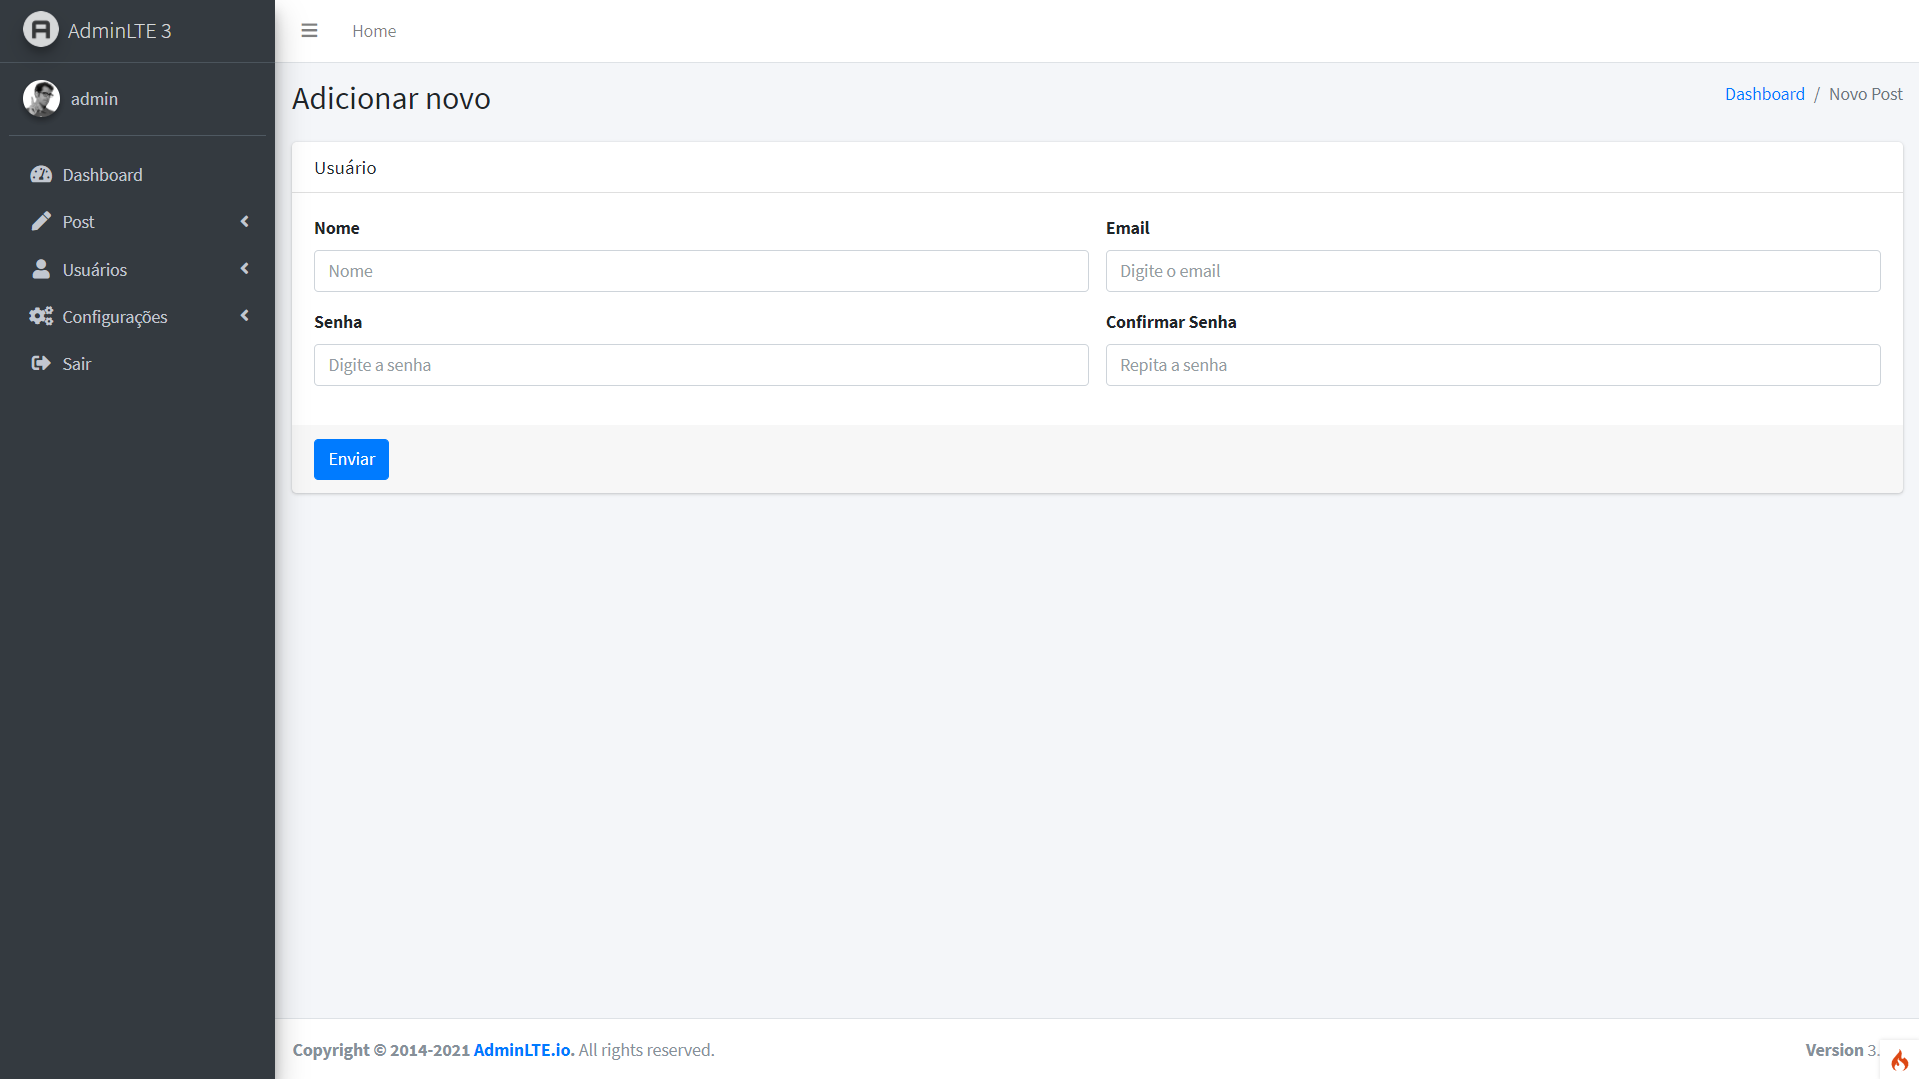 AdminLTE 3
Home
admin
Adicionar novo
Dashboard / Novo Post
Dashboard
Post
Usuários
Configurações
Sair
Usuário
Nome
Email
Nome
Digite o email
Senha
Confirmar Senha
Digite a senha
Repita a senha
Enviar
Copyright © 2014-2021 AdminLTE.io. All rights reserved.
Version 3.